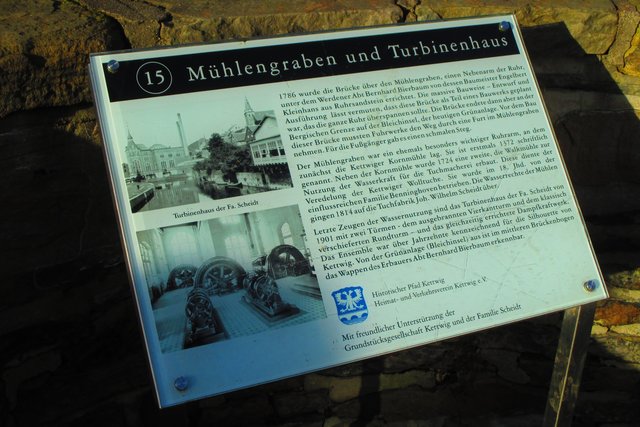 15 Mühlengraben und Turbinenhaus
1786 wurde die Brücke über den Mühlengraben, einen Nebenarm der Ruhr,
unter dem Werdener Abt Bernhard Bierbaum von dessen Baumeister Engelbert
Kleinhans aus Ruhrsandstein errichtet. Die massive Bauweise – Entwurf und
Ausführung lässt vermuten, dass diese Brücke als Teil eines Bauwerks geplant
war, das die ganze Ruhr überspannen sollte. Die Brücke endete dann aber an der
Bergischen Grenze auf der Bleichinsel, der heutigen Grünanlage. Vor dem Bau
dieser Brücke mussten Fuhrwerke den Weg durch eine Furt im Mühlengraben
nehmen. Für die Fußgänger gab es einen schmalen Steg.
Der Mühlengraben war ein ehemals besonders wichtiger Ruhrarm, an dem
zunächst die Kettwiger Kornmühle lag. Sie ist erstmals 1572 schriftlich
genannt. Neben der Kornmühle wurde 1724 eine zweite, die Walkmühle zur
Nutzung der Wasserkraft für die Tuchmacherei erbaut. Diese diente der
Veredelung der Kettwiger Wolltuche. Sie wurde im 18. Jhd. von der
einflussreichen Familie Benninghoven betrieben. Die Wasserrechte der Mühlen
gingen 1814 auf die Tuchfabrik Joh. Wilhelm Scheidt über.
Letzte Zeugen der Wassernutzung sind das Turbinenhaus der Fa. Scheidt von
1901 mit zwei Türmen - dem ausgebrannten Vierkantturm und dem klassisch
verschieferten Rundturm – und das gleichzeitig errichtete Dampfkraftwerk.
Das Ensemble war über Jahrzehnte kennzeichnend für die Silhouette von
Kettwig. Von der Grünanlage (Bleichinsel) aus ist im mittleren Brückenbogen
das Wappen des Erbauers Abt Bernhard Bierbaum erkennbar.
Turbinenhaus der Fa. Scheidt
Historischer Pfad Kettwig
Heimat- und Verkehrsverein Kettwig e.V.
Mit freundlicher Unterstützung der
Grundstücksgesellschaft Kettwig und der Familie Scheidt